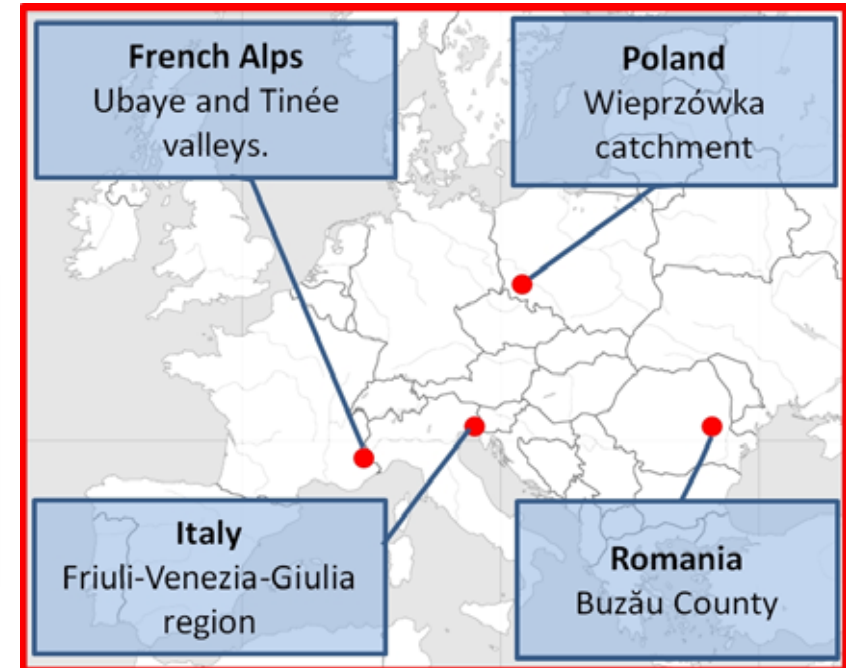 French Alps
Ubaye and Tinée
valleys.
Poland
Wieprzówka
catchment
Italy
Friuli-Venezia-Giulia
region
Romania
Buzău County